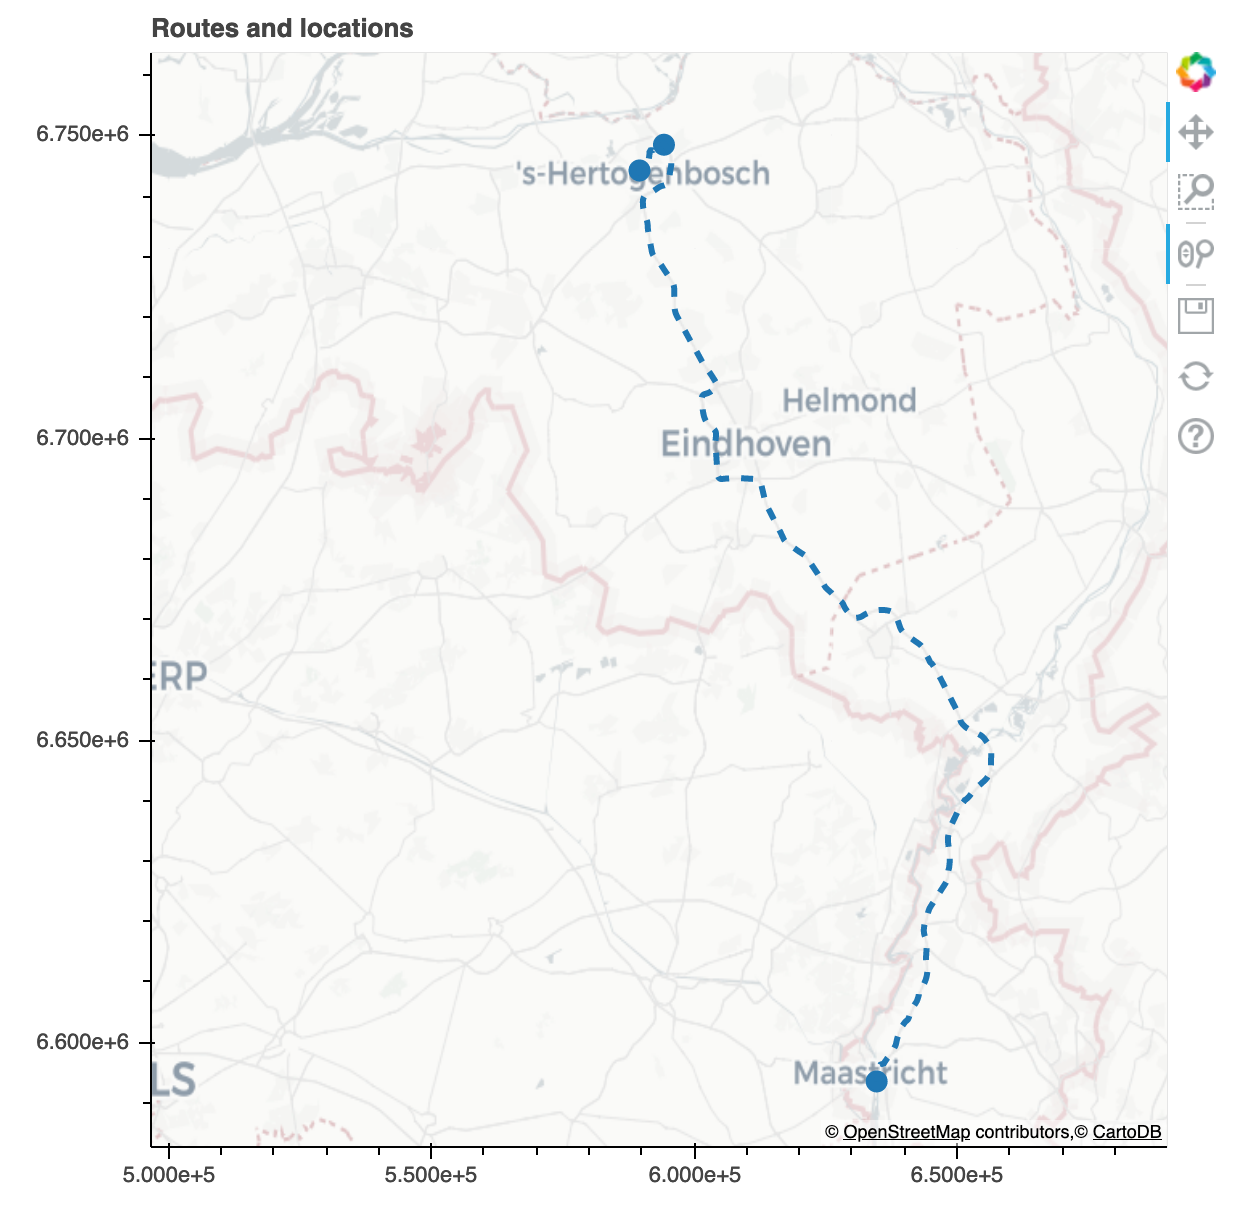 Routes and locations
6.750e+6
's-Hertogenbosch
Helmond
6.700e+6
Eindhoven
ERP
6.650e+6
6.600e+6
Maastricht
LS
© OpenStreetMap contributors,© CartoDB
5.000e+5
5.500e+5
6.000e+5
6.500e+5